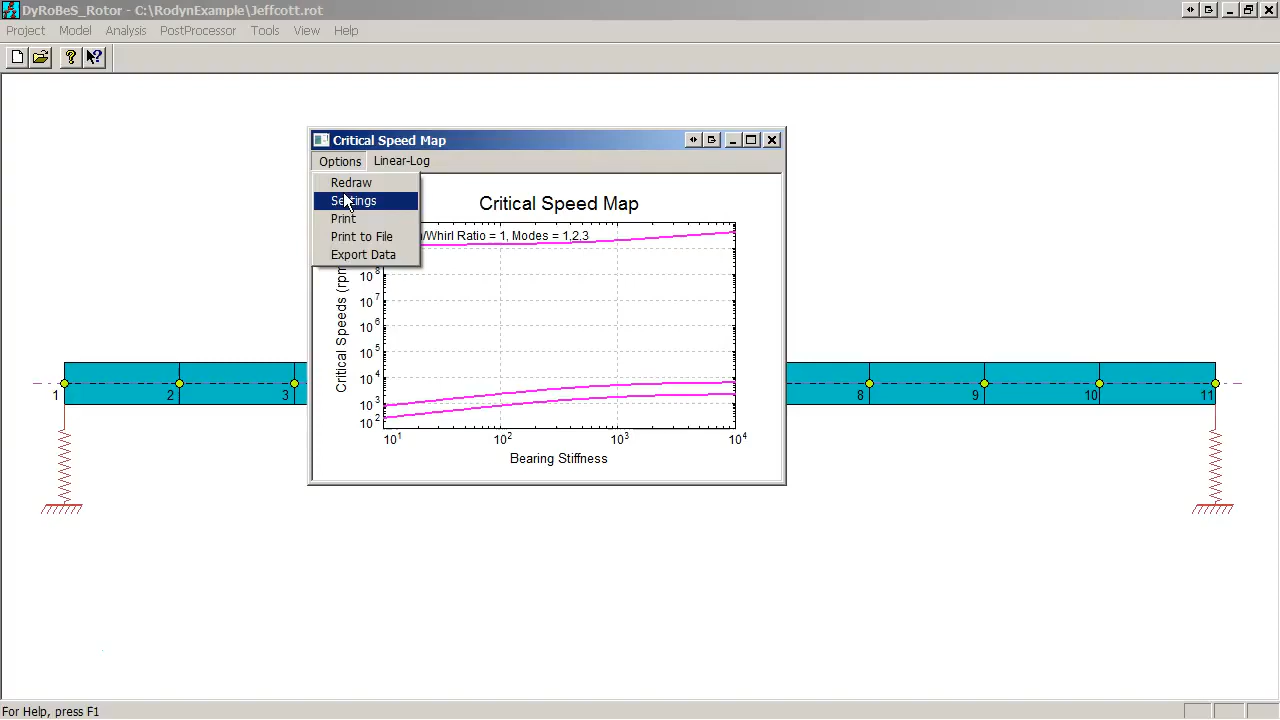 DyRoBeS_Rotor - C:\RodynExample\Jeffcott.rot
Project Model Analysis PostProcessor Tools View Help
Critical Speed Map
Options Linear-Log
Redraw
Settings
Print
Print to File
Export Data
Critical Speed Map
/Whirl Ratio = 1, Modes = 1,2,3
Critical Speeds (rpm
10^8
10^7
10^6
10^5
10^4
10^3
10^2
10^1 10^2 10^3 10^4
Bearing Stiffness
1 2 3 8 9 10 11
For Help, press F1